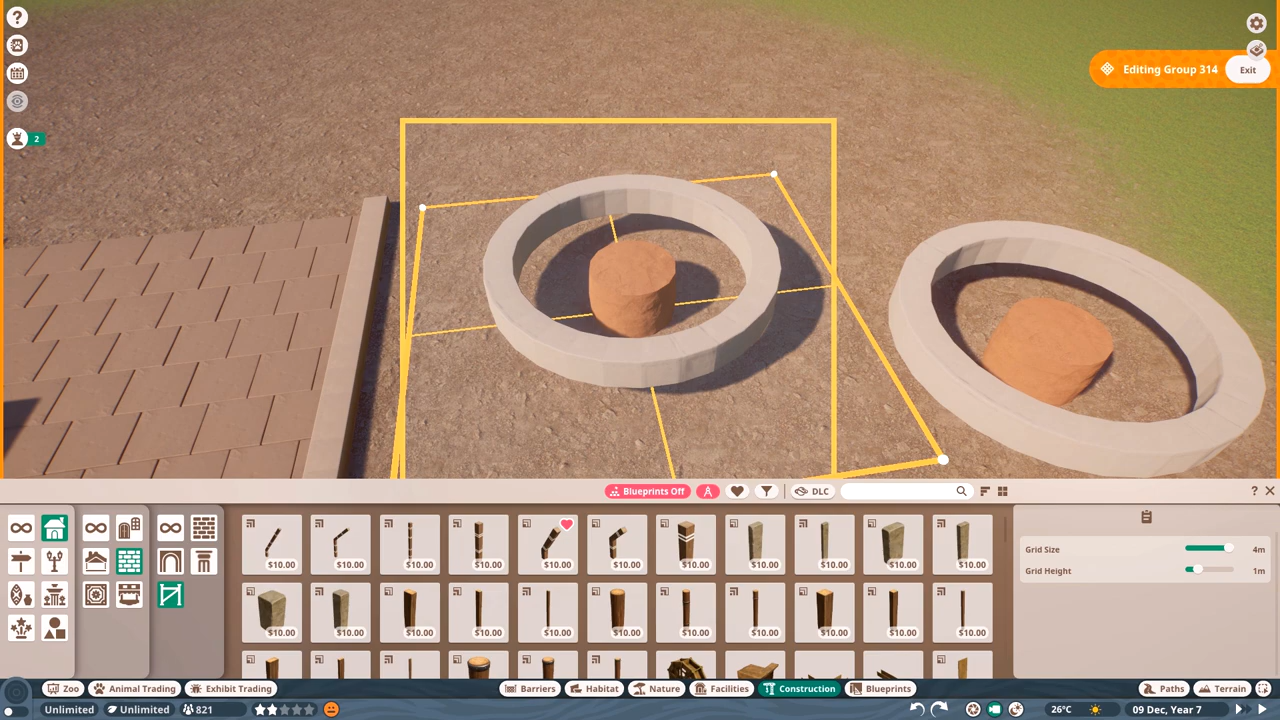 ?
2
Editing Group 314
Exit
Blueprints Off
DLC
?
$10.00 $10.00 $10.00 $10.00 $10.00 $10.00 $10.00 $10.00 $10.00 $10.00 $10.00
$10.00 $10.00 $10.00 $10.00 $10.00 $10.00 $10.00 $10.00 $10.00 $10.00 $10.00
Grid Size 4m
Grid Height 1m
Zoo Animal Trading Exhibit Trading Barriers Habitat Nature Facilities Construction Blueprints Paths Terrain
Unlimited Unlimited 821 26°C 09 Dec, Year 7